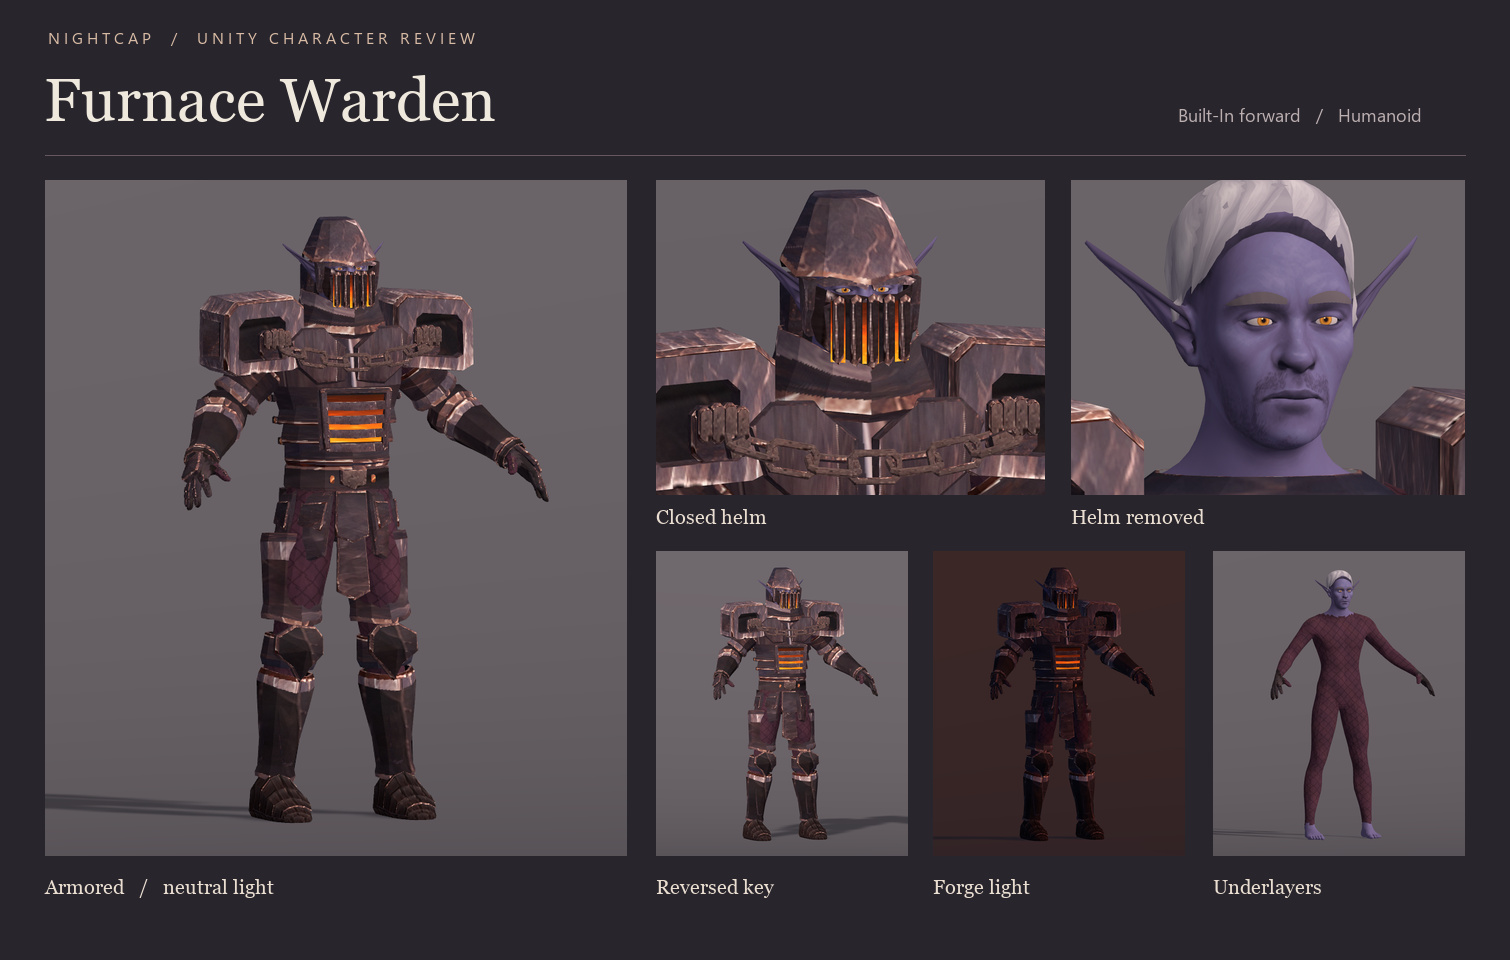 NIGHTCAP / UNITY CHARACTER REVIEW
Furnace Warden
Built-In forward / Humanoid
Closed helm
Helm removed
Armored / neutral light
Reversed key
Forge light
Underlayers